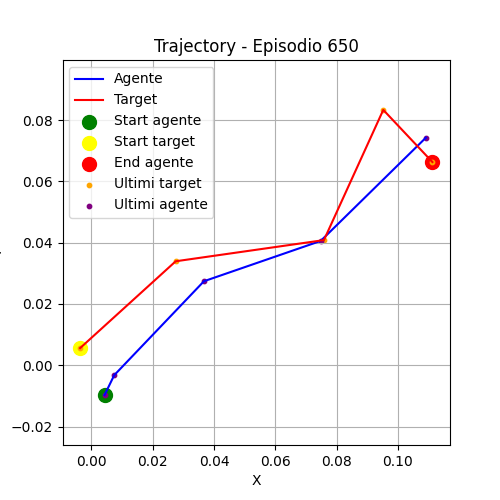 Trajectory - Episodio 650
Agente
Target
Start agente
Start target
End agente
Ultimi target
Ultimi agente
0.08
0.06
0.04
0.02
0.00
−0.02
0.00 0.02 0.04 0.06 0.08 0.10
X